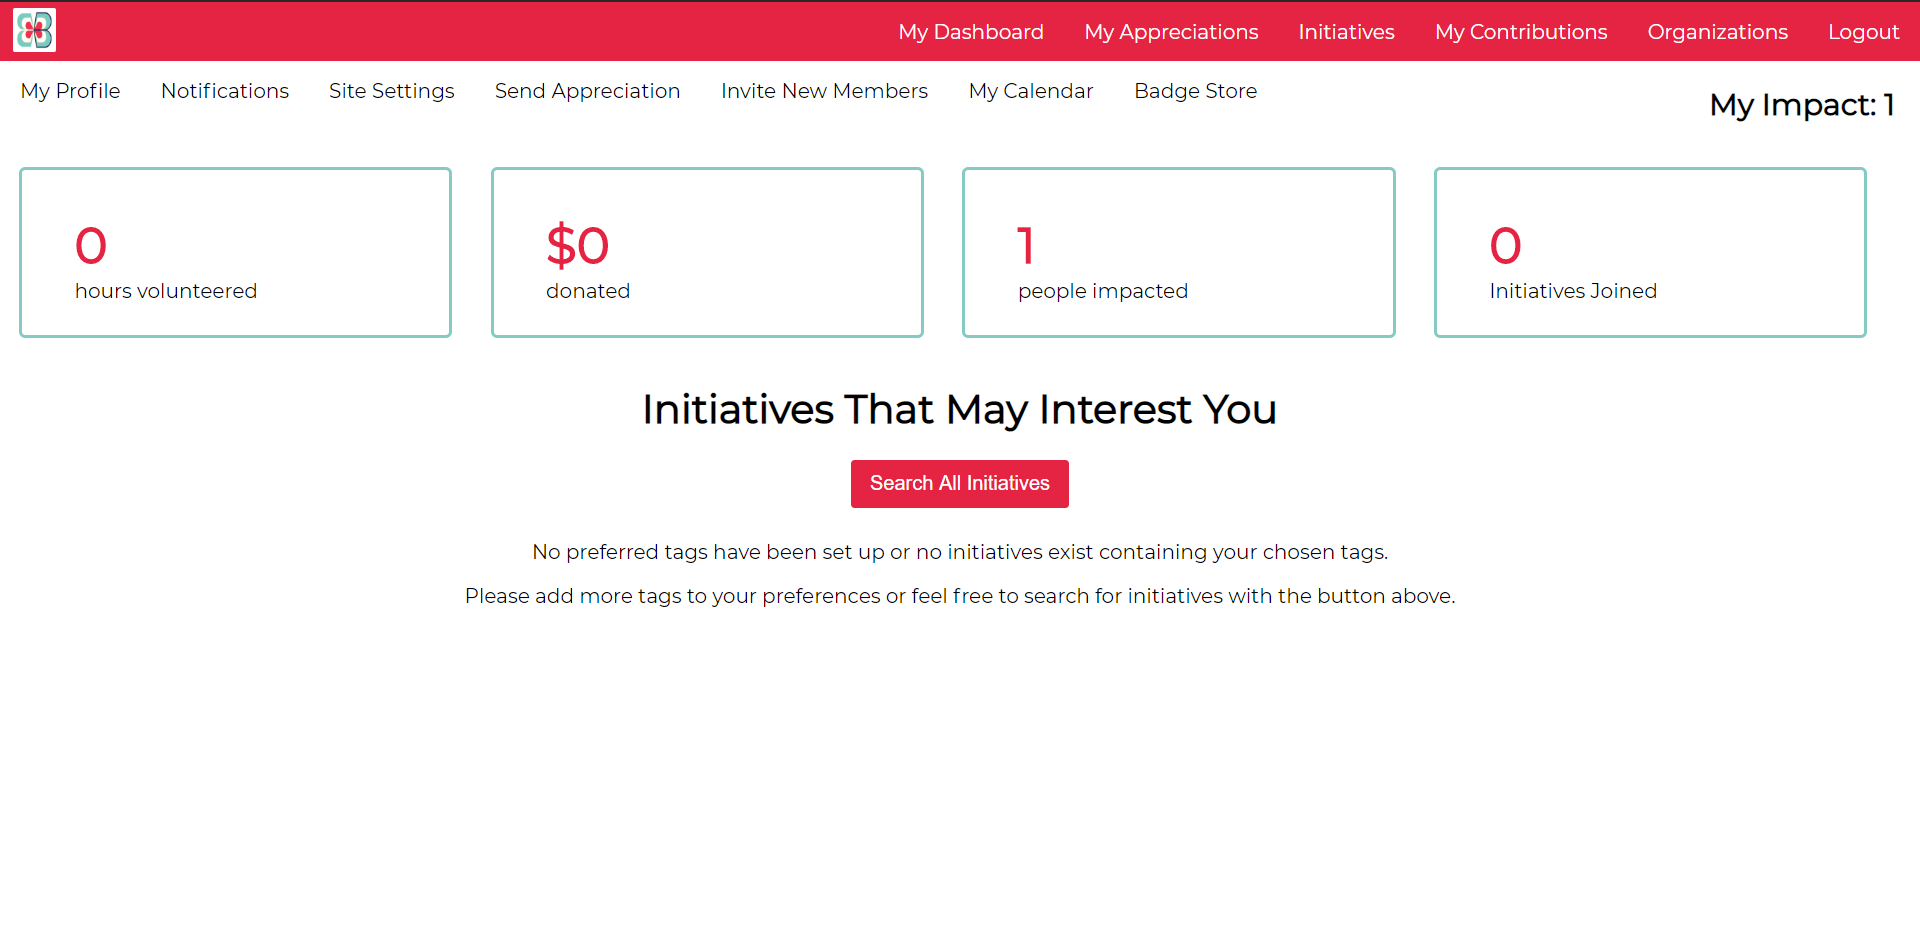 My Dashboard My Appreciations Initiatives My Contributions Organizations Logout
My Profile Notifications Site Settings Send Appreciation Invite New Members My Calendar Badge Store
My Impact: 1
0
hours volunteered
$0
donated
1
people impacted
0
Initiatives Joined
Initiatives That May Interest You
Search All Initiatives
No preferred tags have been set up or no initiatives exist containing your chosen tags.
Please add more tags to your preferences or feel free to search for initiatives with the button above.